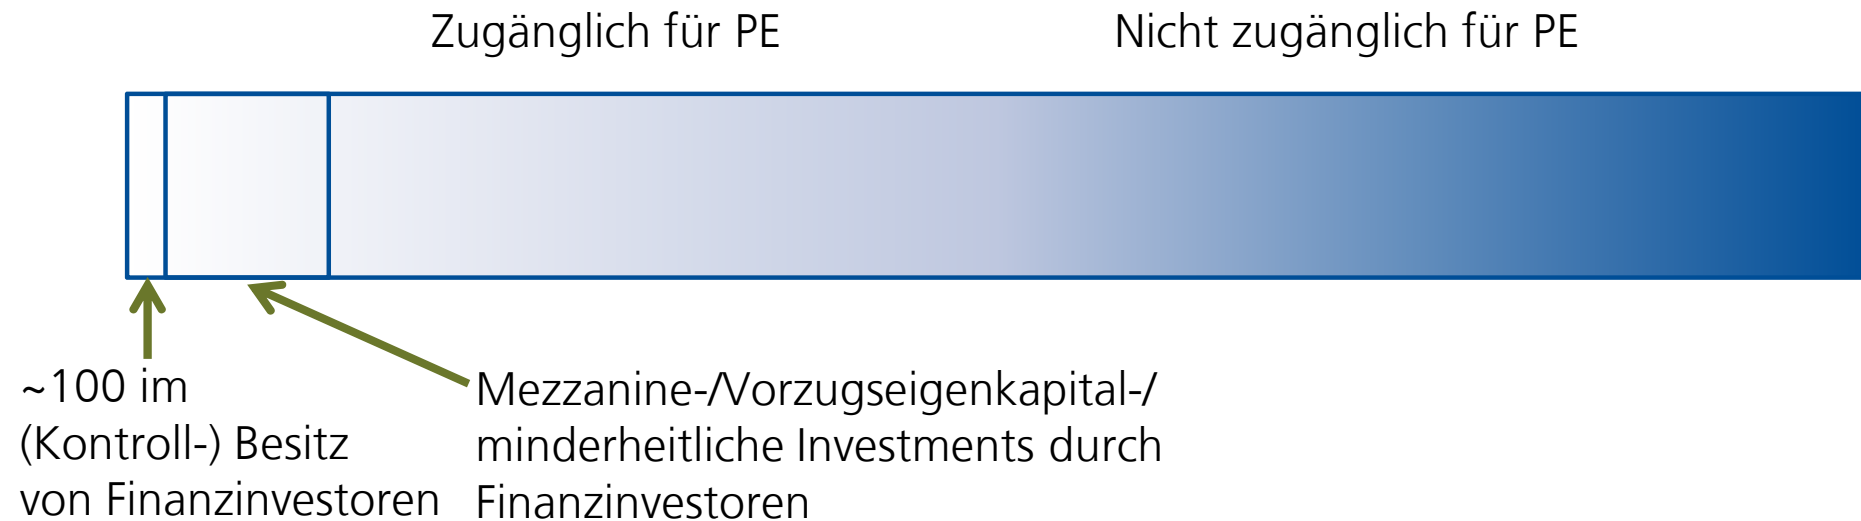 Zugänglich für PE
Nicht zugänglich für PE
~100 im
(Kontroll-) Besitz
von Finanzinvestoren
Mezzanine-/Vorzugseigenkapital-/
minderheitliche Investments durch
Finanzinvestoren